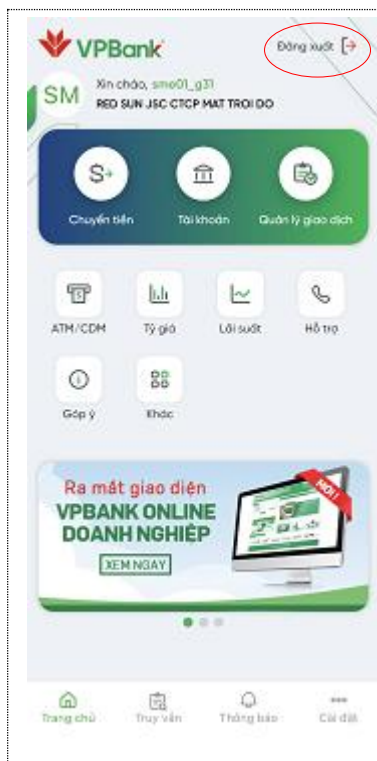 VPBank
Đăng xuất
SM
Xin chào, sme01_g31
RED SUN JSC CTCP MAT TROI DO
Chuyển tiền
Tài khoản
Quản lý giao dịch
ATM/CDM
Tỷ giá
Lãi suất
Hỗ trợ
Góp ý
Khác
Ra mắt giao diện
VPBANK ONLINE
DOANH NGHIỆP
XEM NGAY
MỚI!
Trang chủ
Truy vấn
Thông báo
Cài đặt